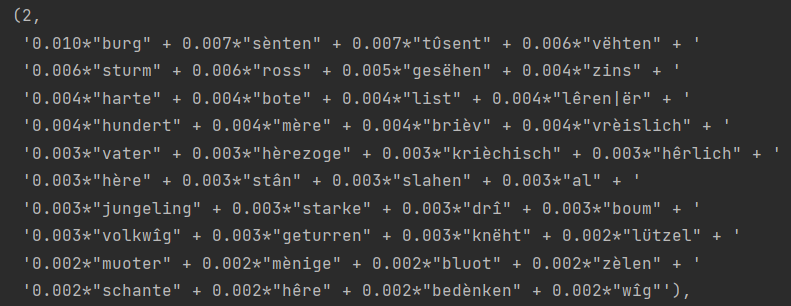 (2,
'0.010*"burg" + 0.007*"sènten" + 0.007*"tûsent" + 0.006*"vëhten" + '
'0.006*"sturm" + 0.006*"ross" + 0.005*"gesëhen" + 0.004*"zins" + '
'0.004*"harte" + 0.004*"bote" + 0.004*"list" + 0.004*"lêren|ër" + '
'0.004*"hundert" + 0.004*"mère" + 0.004*"brièv" + 0.004*"vrèislich" + '
'0.003*"vater" + 0.003*"hèrezoge" + 0.003*"krièchisch" + 0.003*"hêrlich" + '
'0.003*"hère" + 0.003*"stân" + 0.003*"slahen" + 0.003*"al" + '
'0.003*"jungeling" + 0.003*"starke" + 0.003*"drî" + 0.003*"boum" + '
'0.003*"volkwîg" + 0.003*"geturren" + 0.003*"knëht" + 0.002*"lützel" + '
'0.002*"muoter" + 0.002*"mènige" + 0.002*"bluot" + 0.002*"zèlen" + '
'0.002*"schante" + 0.002*"hêre" + 0.002*"bedènken" + 0.002*"wîg"'),